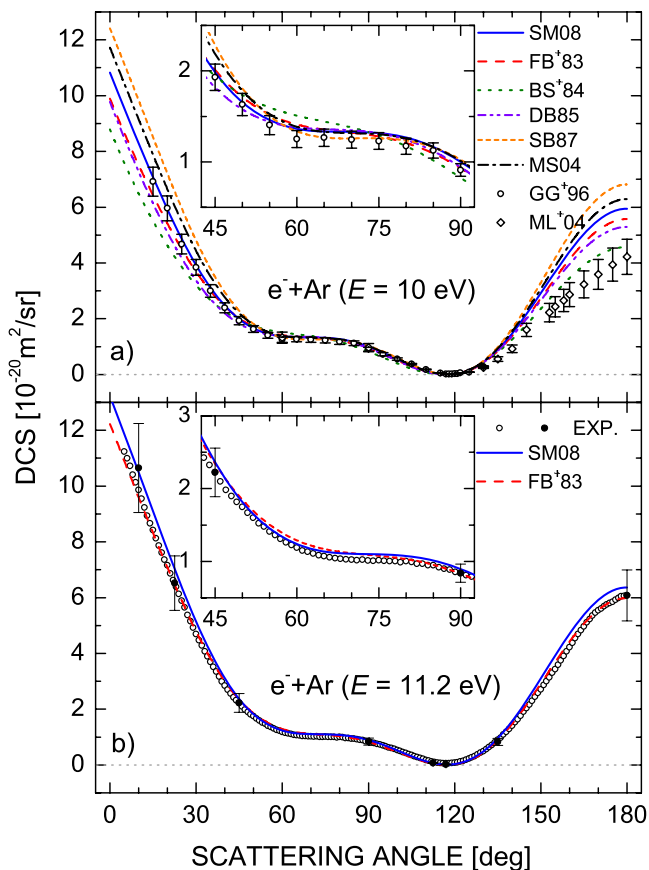 12
10
8
6
4
2
0
2
1
45 60 75 90
SM08
FB⁺83
BS⁺84
DB85
SB87
MS04
GG⁺96
ML⁺04
e⁻+Ar (E = 10 eV)
a)
DCS [10⁻²⁰m²/sr]
12
10
8
6
4
2
0
3
2
1
45 60 75 90
EXP.
SM08
FB⁺83
e⁻+Ar (E = 11.2 eV)
b)
0 30 60 90 120 150 180
SCATTERING ANGLE [deg]